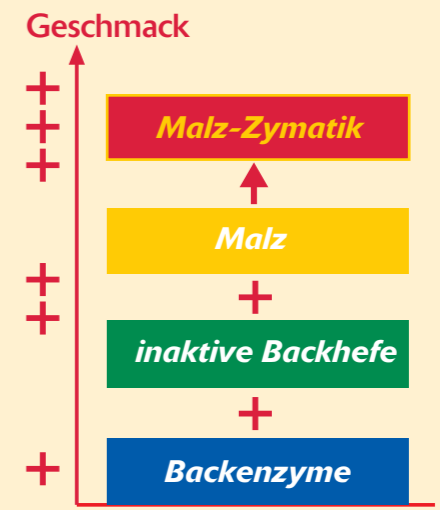 Geschmack
+
+
+
Malz-Zymatik
Malz
+
+
+
inaktive Backhefe
+
+
Backenzyme